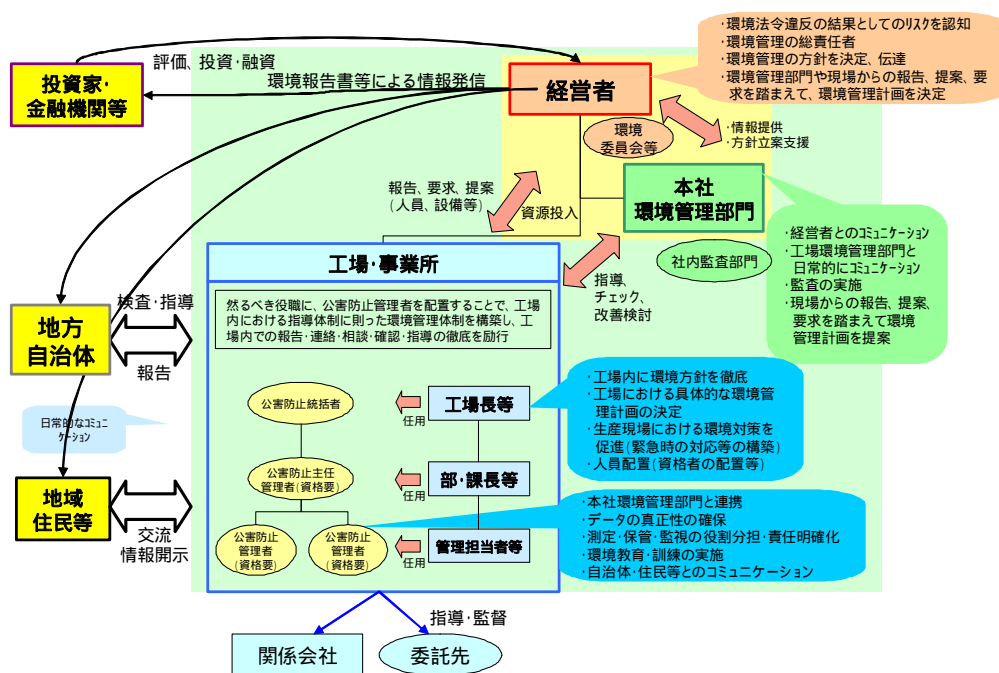 ・環境法令違反の結果としてのリスクを認知
・環境管理の総責任者
・環境管理の方針を決定、伝達
・環境管理部門や現場からの報告、提案、要
求を踏まえて、環境管理計画を決定
評価、投資・融資
環境報告書等による情報発信
投資家・
金融機関等
経営者
環境
委員会等
・情報提供
・方針立案支援
本社
環境管理部門
報告、要求、提案
(人員、設備等)
資源投入
社内監査部門
・経営者とのコミュニケーション
・工場環境管理部門と
日常的にコミュニケーション
・監査の実施
・現場からの報告、提案、
要求を踏まえて環境
管理計画を提案
工場・事業所
指導、
チェック、
改善検討
然るべき役職に、公害防止管理者を配置することで、工場
内における指導体制に則った環境管理体制を構築し、工
場内での報告・連絡・相談・確認・指導の徹底を励行
地方
自治体
検査・指導
報告
日常的なコミュニ
ケーション
地域
住民等
交流
情報開示
公害防止統括者
任用
工場長等
・工場内に環境方針を徹底
・工場における具体的な環境管
理計画の決定
・生産現場における環境対策を
促進(緊急時の対応等の構築)
・人員配置(資格者の配置等)
公害防止主任
管理者(資格要)
任用
部・課長等
公害防止
管理者
(資格要)
公害防止
管理者
(資格要)
任用
管理担当者等
・本社環境管理部門と連携
・データの真正性の確保
・測定・保管・監視の役割分担・責任明確化
・環境教育・訓練の実施
・自治体・住民等とのコミュニケーション
指導・監督
関係会社
委託先